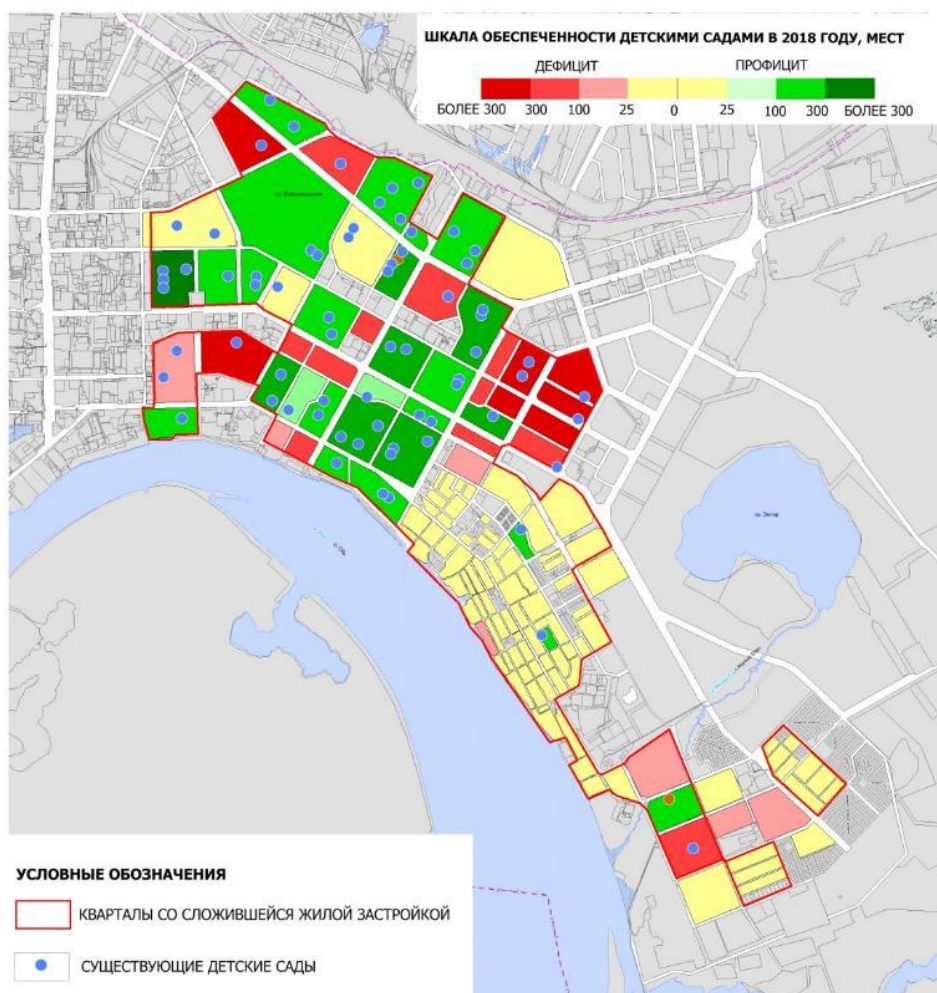 ШКАЛА ОБЕСПЕЧЕННОСТИ ДЕТСКИМИ САДАМИ В 2018 ГОДУ, МЕСТ
ДЕФИЦИТ ПРОФИЦИТ
БОЛЕЕ 300 300 100 25 0 25 100 300 БОЛЕЕ 300
УСЛОВНЫЕ ОБОЗНАЧЕНИЯ
КВАРТАЛЫ СО СЛОЖИВШЕЙСЯ ЖИЛОЙ ЗАСТРОЙКОЙ
СУЩЕСТВУЮЩИЕ ДЕТСКИЕ САДЫ